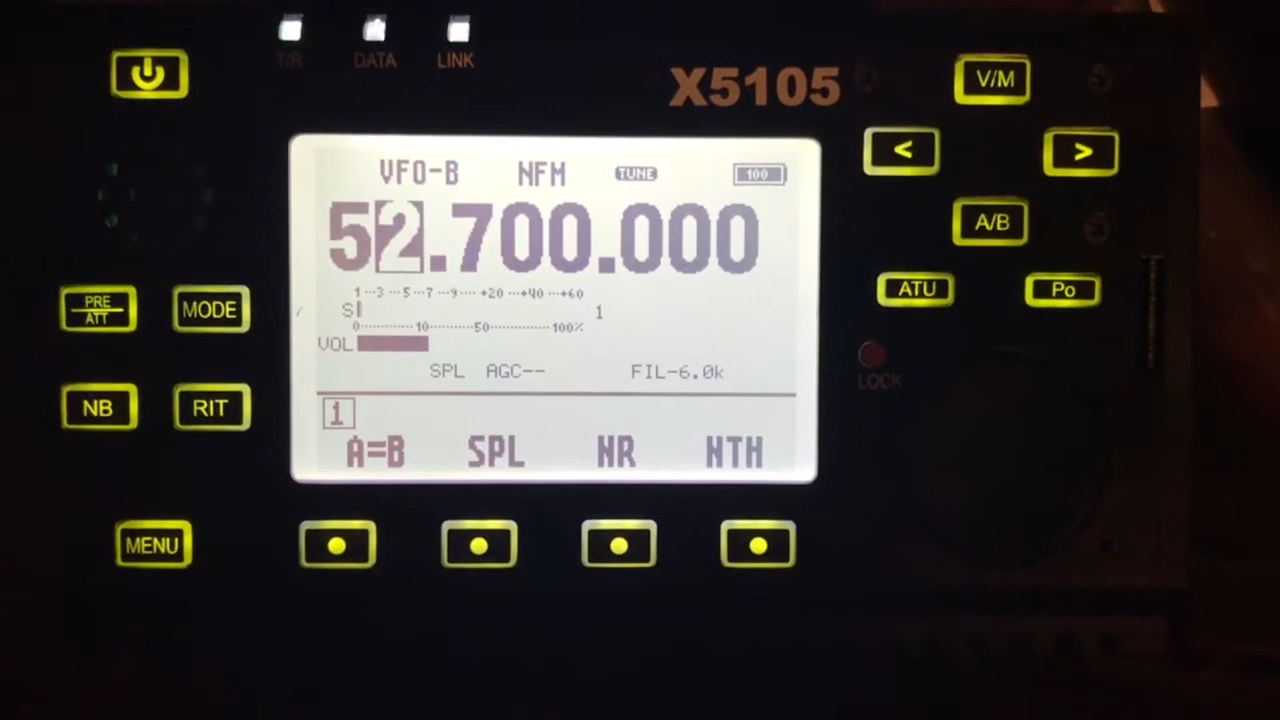 T/R DATA LINK
X5105
V/M
< >
A/B
ATU Po
LOCK
PRE
ATT
MODE
NB RIT
MENU
VFO-B NFM TUNE 100
52.700.000
1··3··5··7··9···+20···+40···+60
S 1
0·········10·······50··········100%
VOL
SPL AGC-- FIL-6.0k
1
A=B SPL NR NTH